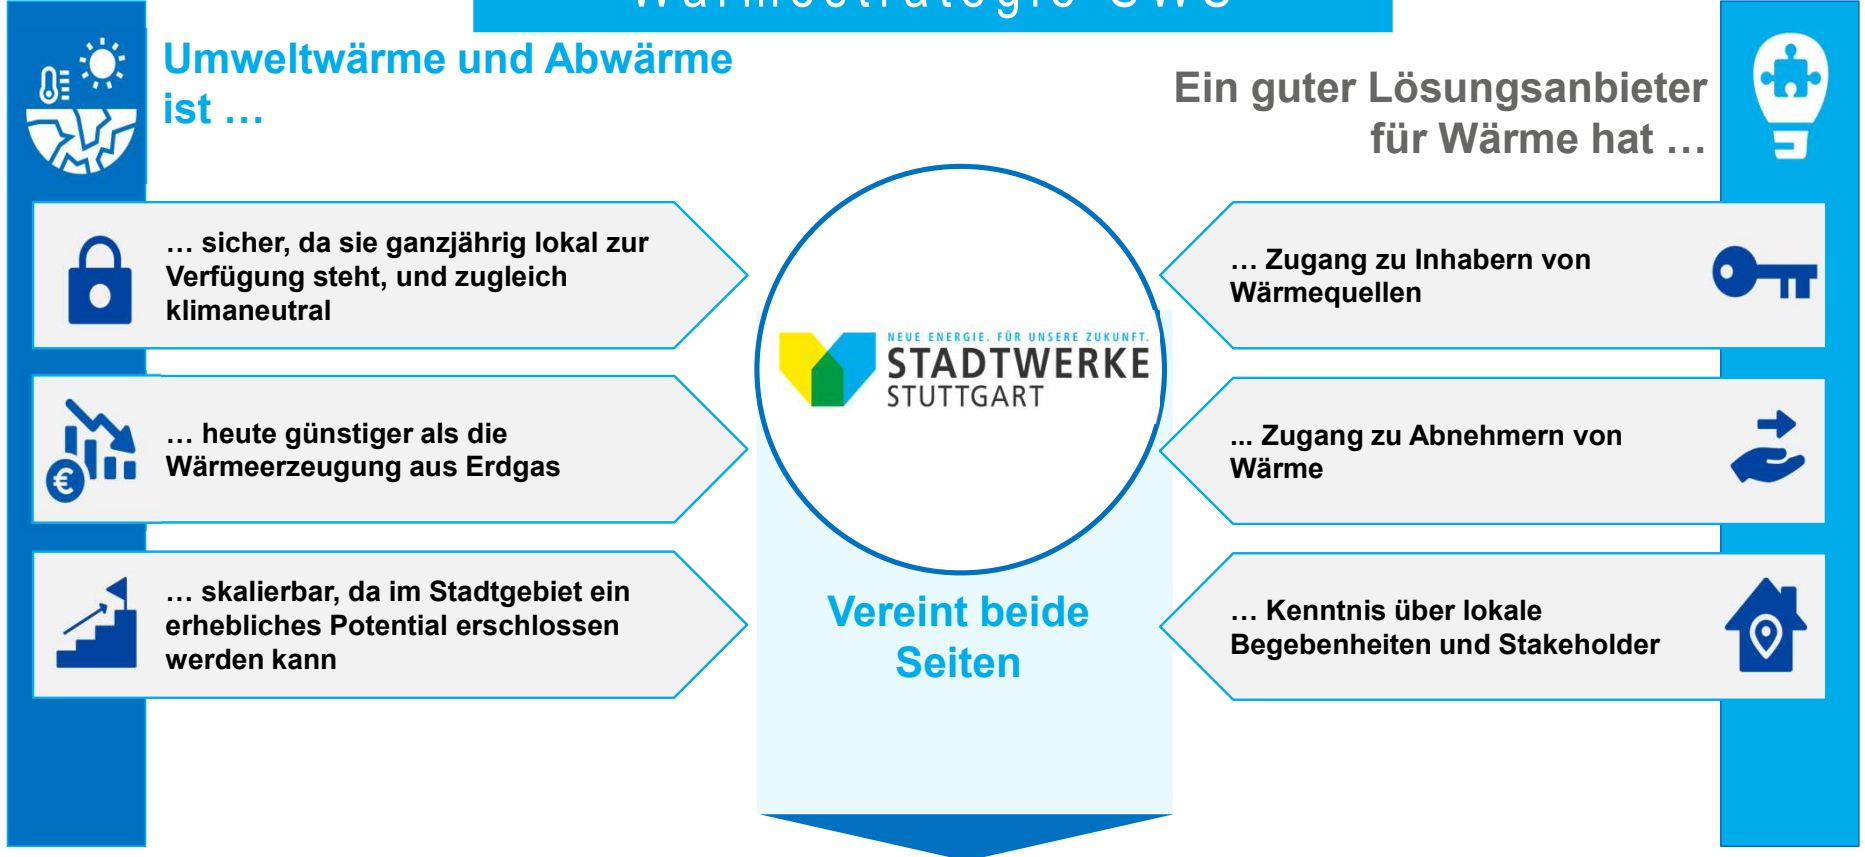 Wärmestrategie SWS
Umweltwärme und Abwärme
ist …
Ein guter Lösungsanbieter
für Wärme hat …
… sicher, da sie ganzjährig lokal zur
Verfügung steht, und zugleich
klimaneutral
… heute günstiger als die
Wärmeerzeugung aus Erdgas
… skalierbar, da im Stadtgebiet ein
erhebliches Potential erschlossen
werden kann
NEUE ENERGIE. FÜR UNSERE ZUKUNFT.
STADTWERKE
STUTTGART
Vereint beide
Seiten
… Zugang zu Inhabern von
Wärmequellen
... Zugang zu Abnehmern von
Wärme
… Kenntnis über lokale
Begebenheiten und Stakeholder
€